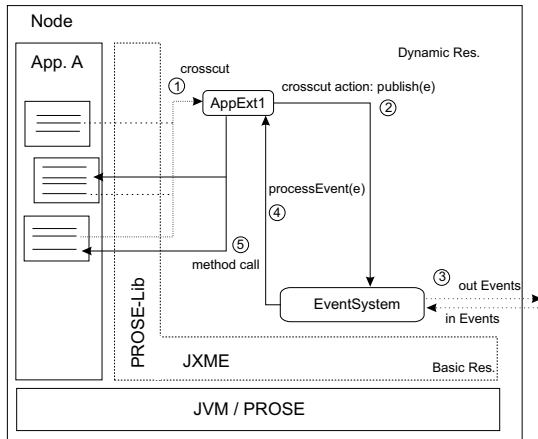 Node
Dynamic Res.
App. A
crosscut
1
AppExt1
crosscut action: publish(e)
2
processEvent(e)
4
5
method call
3
out Events
EventSystem
in Events
PROSE-Lib
JXME
Basic Res.
JVM / PROSE